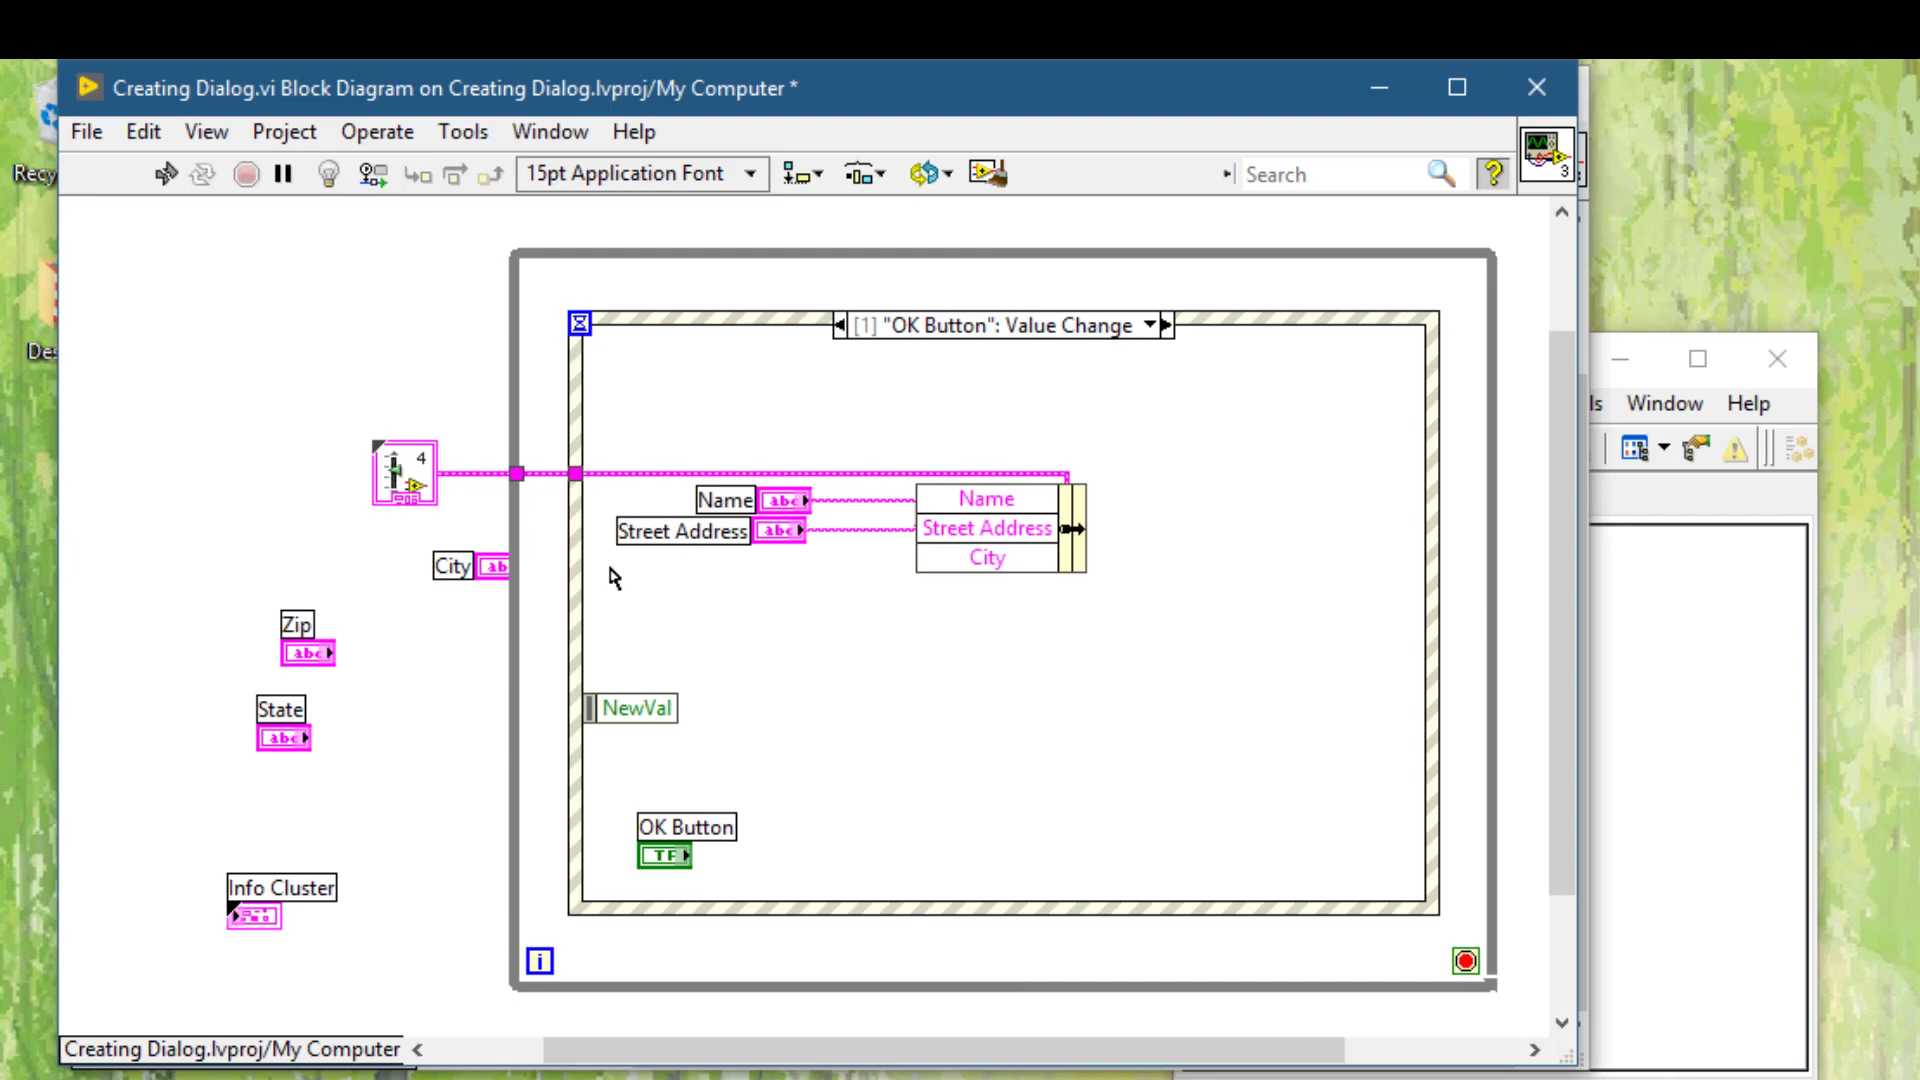 Creating Dialog.vi Block Diagram on Creating Dialog.lvproj/My Computer *
File Edit View Project Operate Tools Window Help
15pt Application Font
Search
?
3
Recy
Des
Window Help
[1] "OK Button": Value Change
4
Name abc Name
Street Address abc Street Address
City ab City
Zip
abc
NewVal
State
abc
OK Button
TF
Info Cluster
i
Creating Dialog.lvproj/My Computer